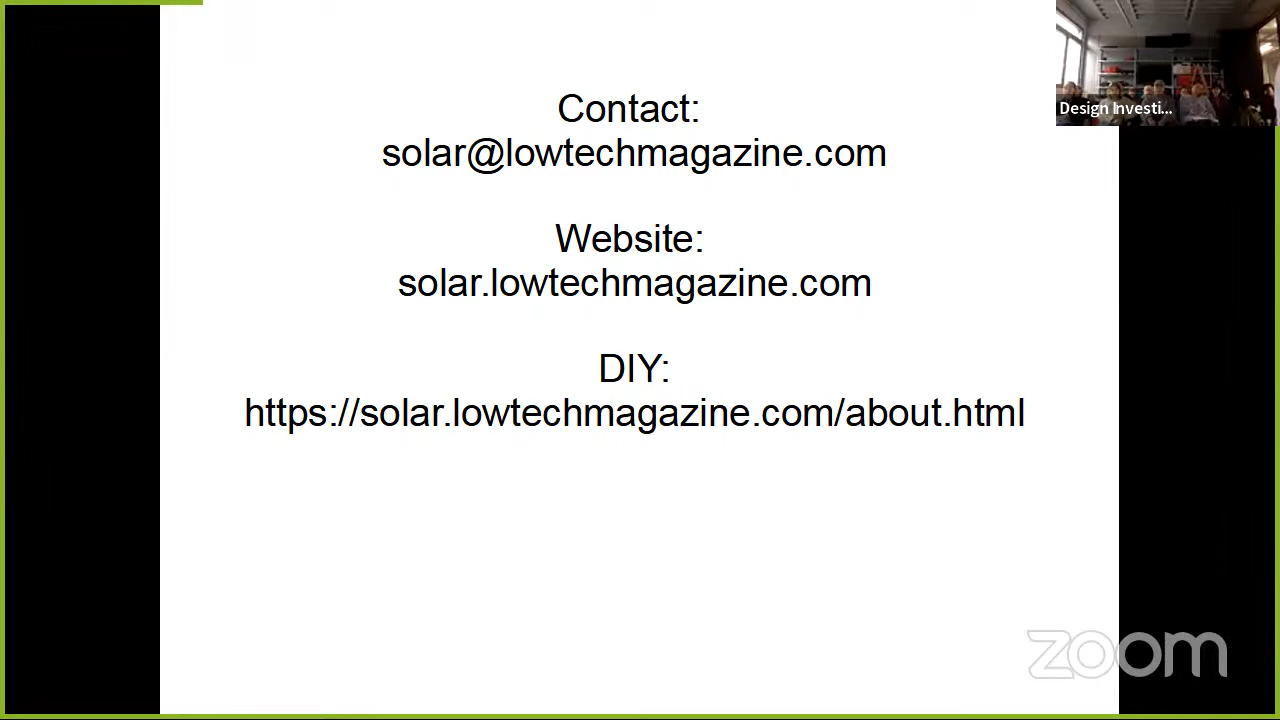 Contact:
solar@lowtechmagazine.com
Website:
solar.lowtechmagazine.com
DIY:
https://solar.lowtechmagazine.com/about.html
Design Investi...
zoom